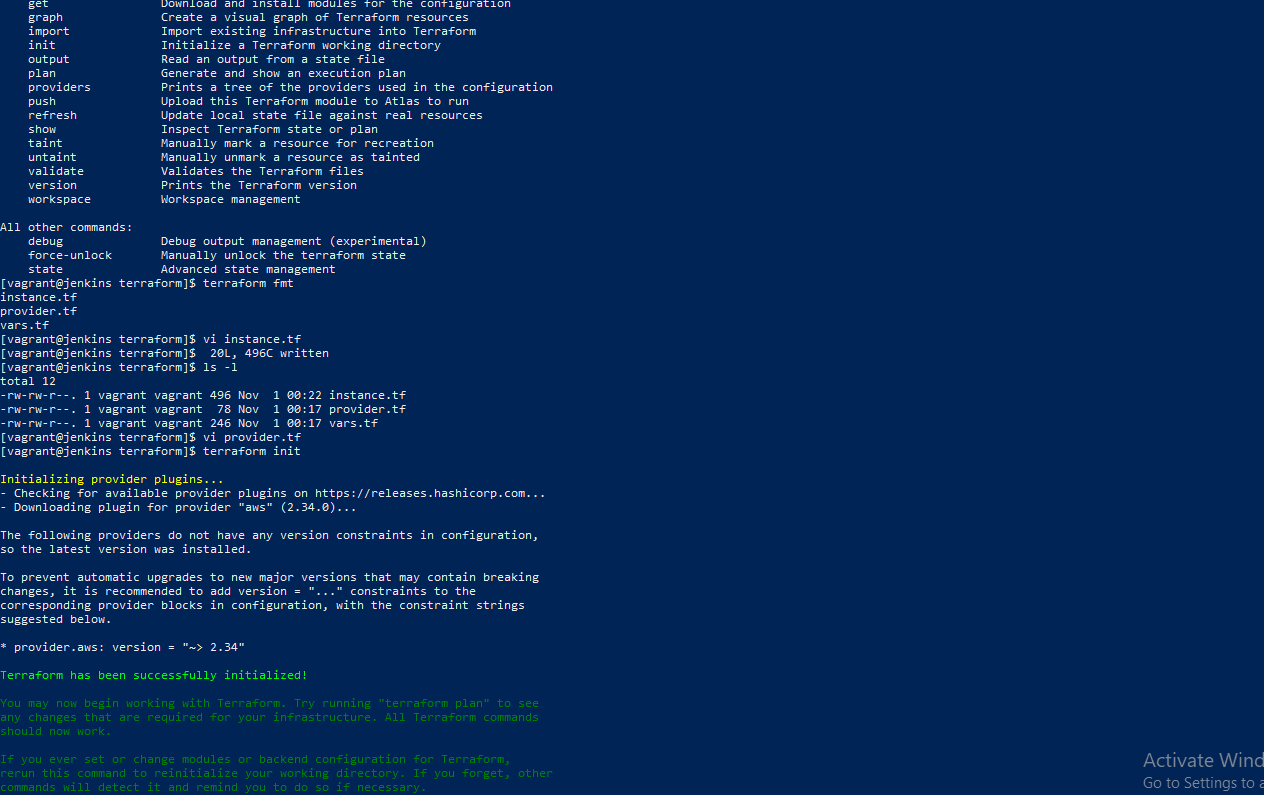 get                Download and install modules for the configuration
    graph              Create a visual graph of Terraform resources
    import             Import existing infrastructure into Terraform
    init               Initialize a Terraform working directory
    output             Read an output from a state file
    plan               Generate and show an execution plan
    providers          Prints a tree of the providers used in the configuration
    push               Upload this Terraform module to Atlas to run
    refresh            Update local state file against real resources
    show               Inspect Terraform state or plan
    taint              Manually mark a resource for recreation
    untaint            Manually unmark a resource as tainted
    validate           Validates the Terraform files
    version            Prints the Terraform version
    workspace          Workspace management

All other commands:
    debug              Debug output management (experimental)
    force-unlock       Manually unlock the terraform state
    state              Advanced state management
[vagrant@jenkins terraform]$ terraform fmt
instance.tf
provider.tf
vars.tf
[vagrant@jenkins terraform]$ vi instance.tf
[vagrant@jenkins terraform]$  20L, 496C written
[vagrant@jenkins terraform]$ ls -l
total 12
-rw-rw-r--. 1 vagrant vagrant 496 Nov  1 00:22 instance.tf
-rw-rw-r--. 1 vagrant vagrant  78 Nov  1 00:17 provider.tf
-rw-rw-r--. 1 vagrant vagrant 246 Nov  1 00:17 vars.tf
[vagrant@jenkins terraform]$ vi provider.tf
[vagrant@jenkins terraform]$ terraform init

Initializing provider plugins...
- Checking for available provider plugins on https://releases.hashicorp.com...
- Downloading plugin for provider "aws" (2.34.0)...

The following providers do not have any version constraints in configuration,
so the latest version was installed.

To prevent automatic upgrades to new major versions that may contain breaking
changes, it is recommended to add version = "..." constraints to the
corresponding provider blocks in configuration, with the constraint strings
suggested below.

* provider.aws: version = "~> 2.34"

Terraform has been successfully initialized!

You may now begin working with Terraform. Try running "terraform plan" to see
any changes that are required for your infrastructure. All Terraform commands
should now work.

If you ever set or change modules or backend configuration for Terraform,
rerun this command to reinitialize your working directory. If you forget, other
commands will detect it and remind you to do so if necessary.
Activate Wind
Go to Settings to a